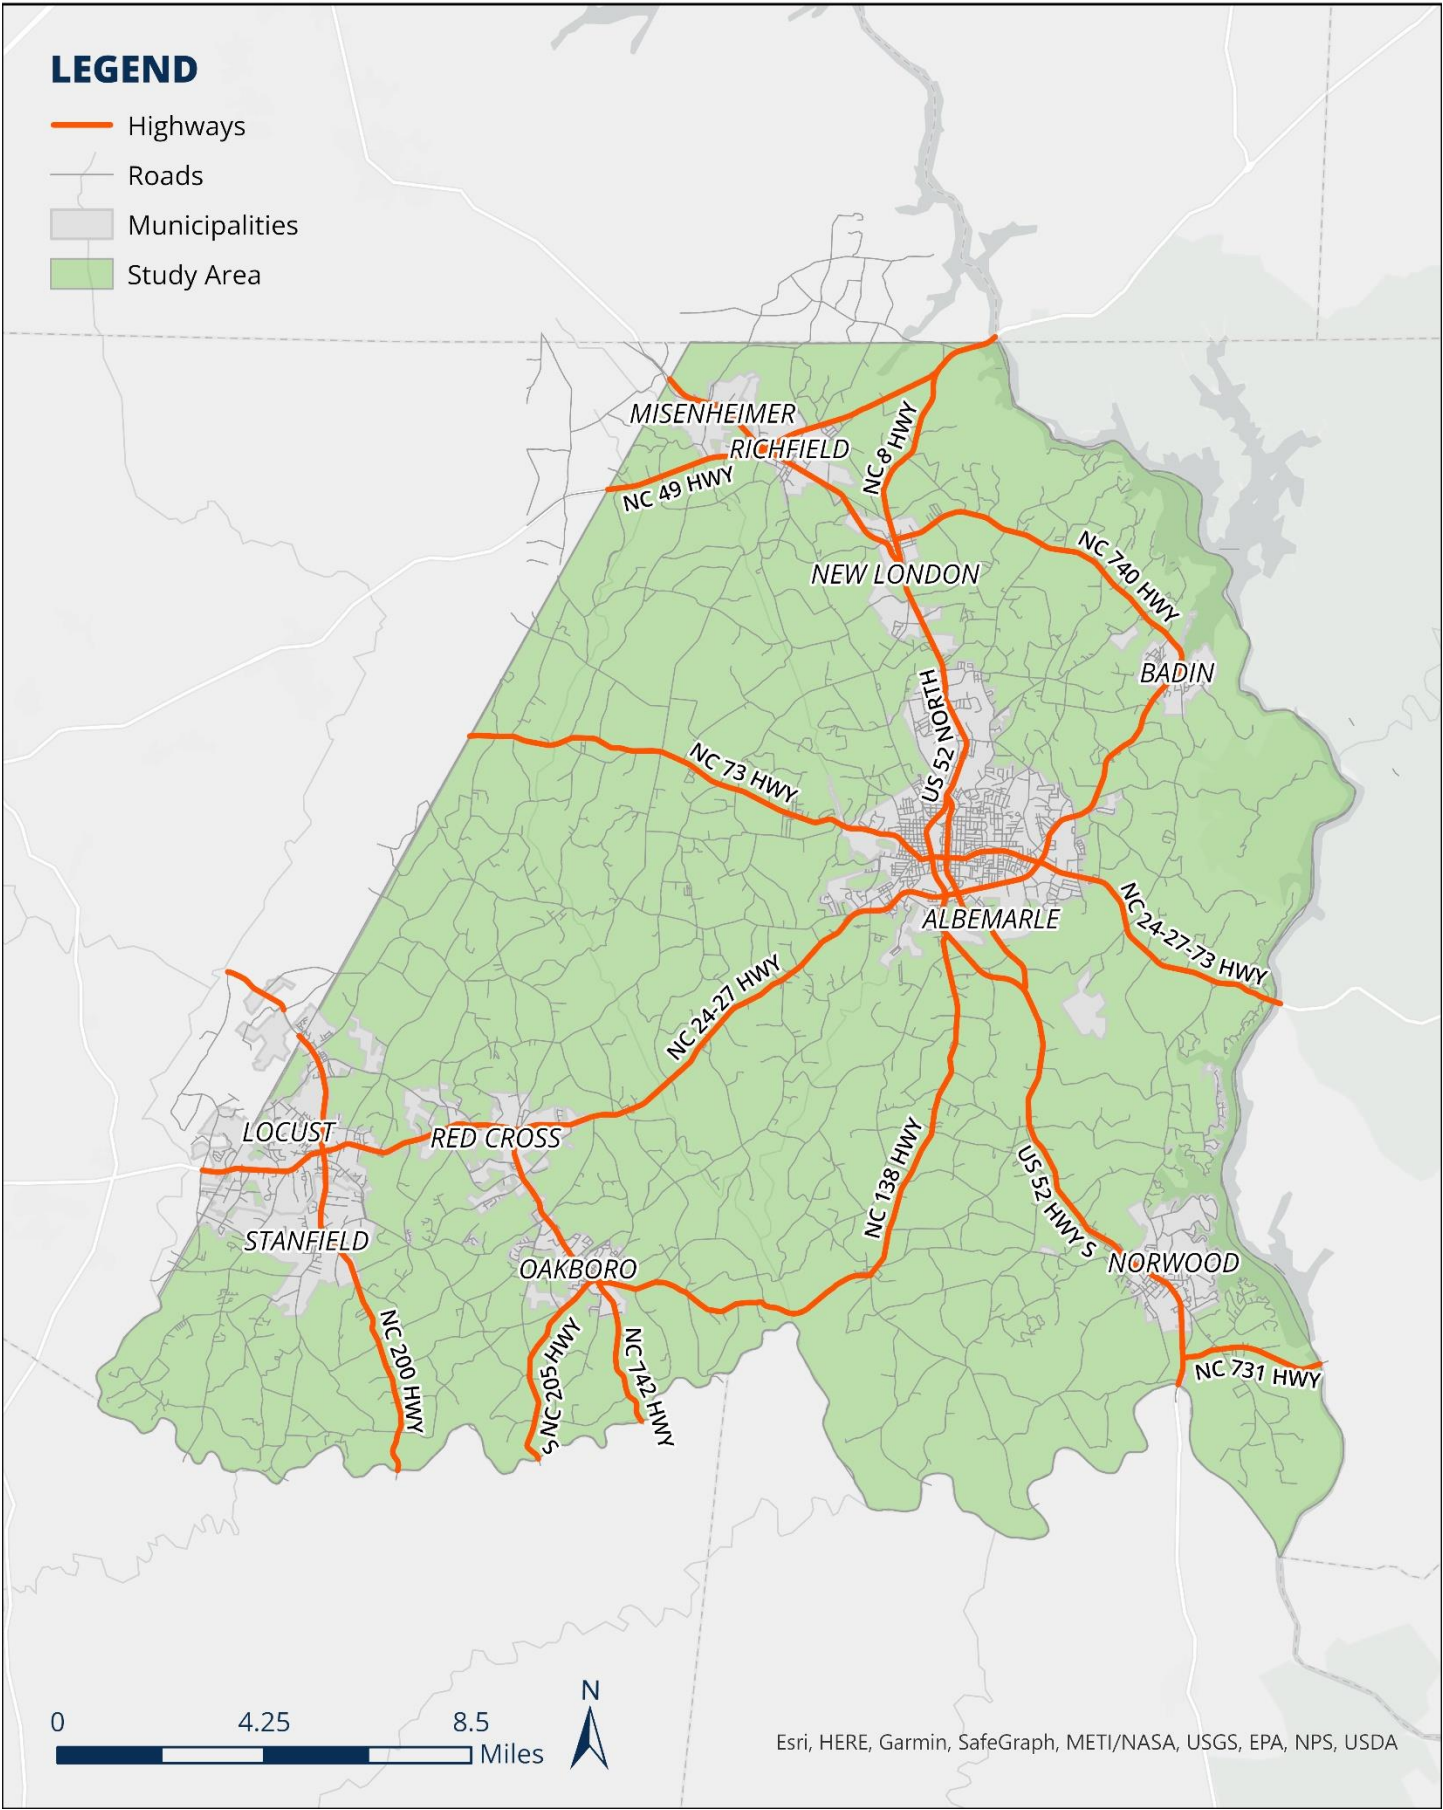 LEGEND
Highways
Roads
Municipalities
Study Area
MISENHEIMER
RICHFIELD
NC 8 HWY
NC 49 HWY
NEW LONDON
NC 740 HWY
BADIN
US 52 NORTH
NC 73 HWY
ALBEMARLE
NC 24-27-73 HWY
NC 24-27 HWY
LOCUST
RED CROSS
NC 138 HWY
US 52 HWY S
STANFIELD
OAKBORO
NORWOOD
NC 200 HWY
S NC 205 HWY
NC 742 HWY
NC 731 HWY
N
0 4.25 8.5
Miles
Esri, HERE, Garmin, SafeGraph, METI/NASA, USGS, EPA, NPS, USDA